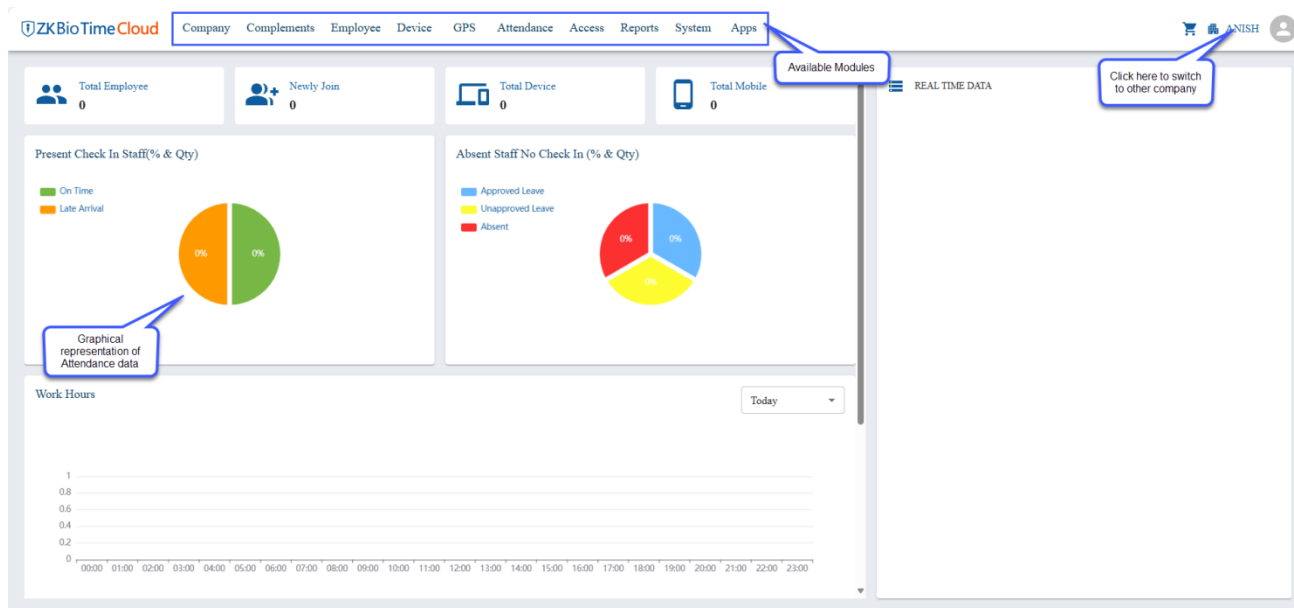 ZKBioTime Cloud Company Complements Employee Device GPS Attendance Access Reports System Apps ANISH
Available Modules
Click here to switch
to other company
Total Employee
0
Newly Join
0
Total Device
0
Total Mobile
0
REAL TIME DATA
Present Check In Staff(% & Qty)
On Time
Late Arrival
0%
0%
Absent Staff No Check In (% & Qty)
Approved Leave
Unapproved Leave
Absent
0%
0%
0%
Graphical
representation of
Attendance data
Work Hours
Today
1
0.8
0.6
0.4
0.2
0
00:00 01:00 02:00 03:00 04:00 05:00 06:00 07:00 08:00 09:00 10:00 11:00 12:00 13:00 14:00 15:00 16:00 17:00 18:00 19:00 20:00 21:00 22:00 23:00